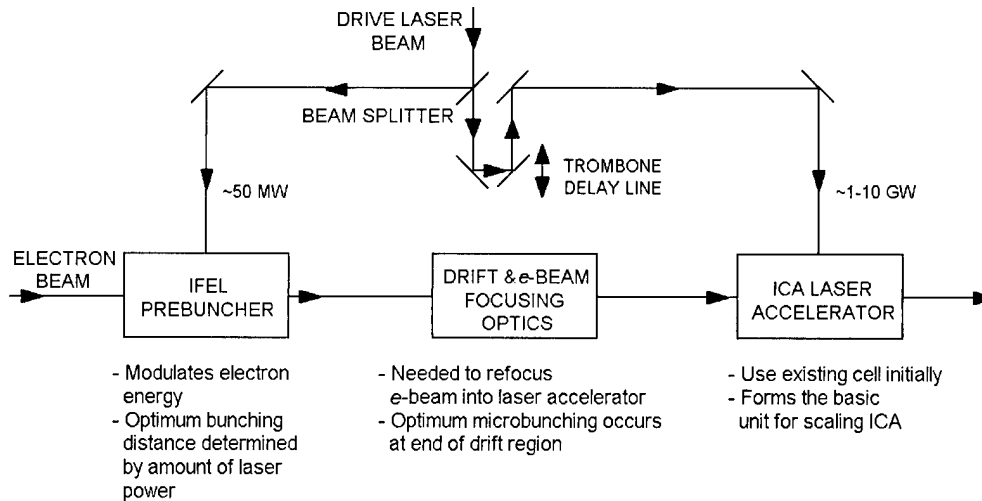 DRIVE LASER
BEAM
BEAM SPLITTER
TROMBONE
DELAY LINE
~50 MW
~1-10 GW
ELECTRON
BEAM
IFEL
PREBUNCHER
DRIFT & e-BEAM
FOCUSING
OPTICS
ICA LASER
ACCELERATOR
- Modulates electron
energy
- Optimum bunching
distance determined
by amount of laser
power
- Needed to refocus
e-beam into laser accelerator
- Optimum microbunching occurs
at end of drift region
- Use existing cell initially
- Forms the basic
unit for scaling ICA